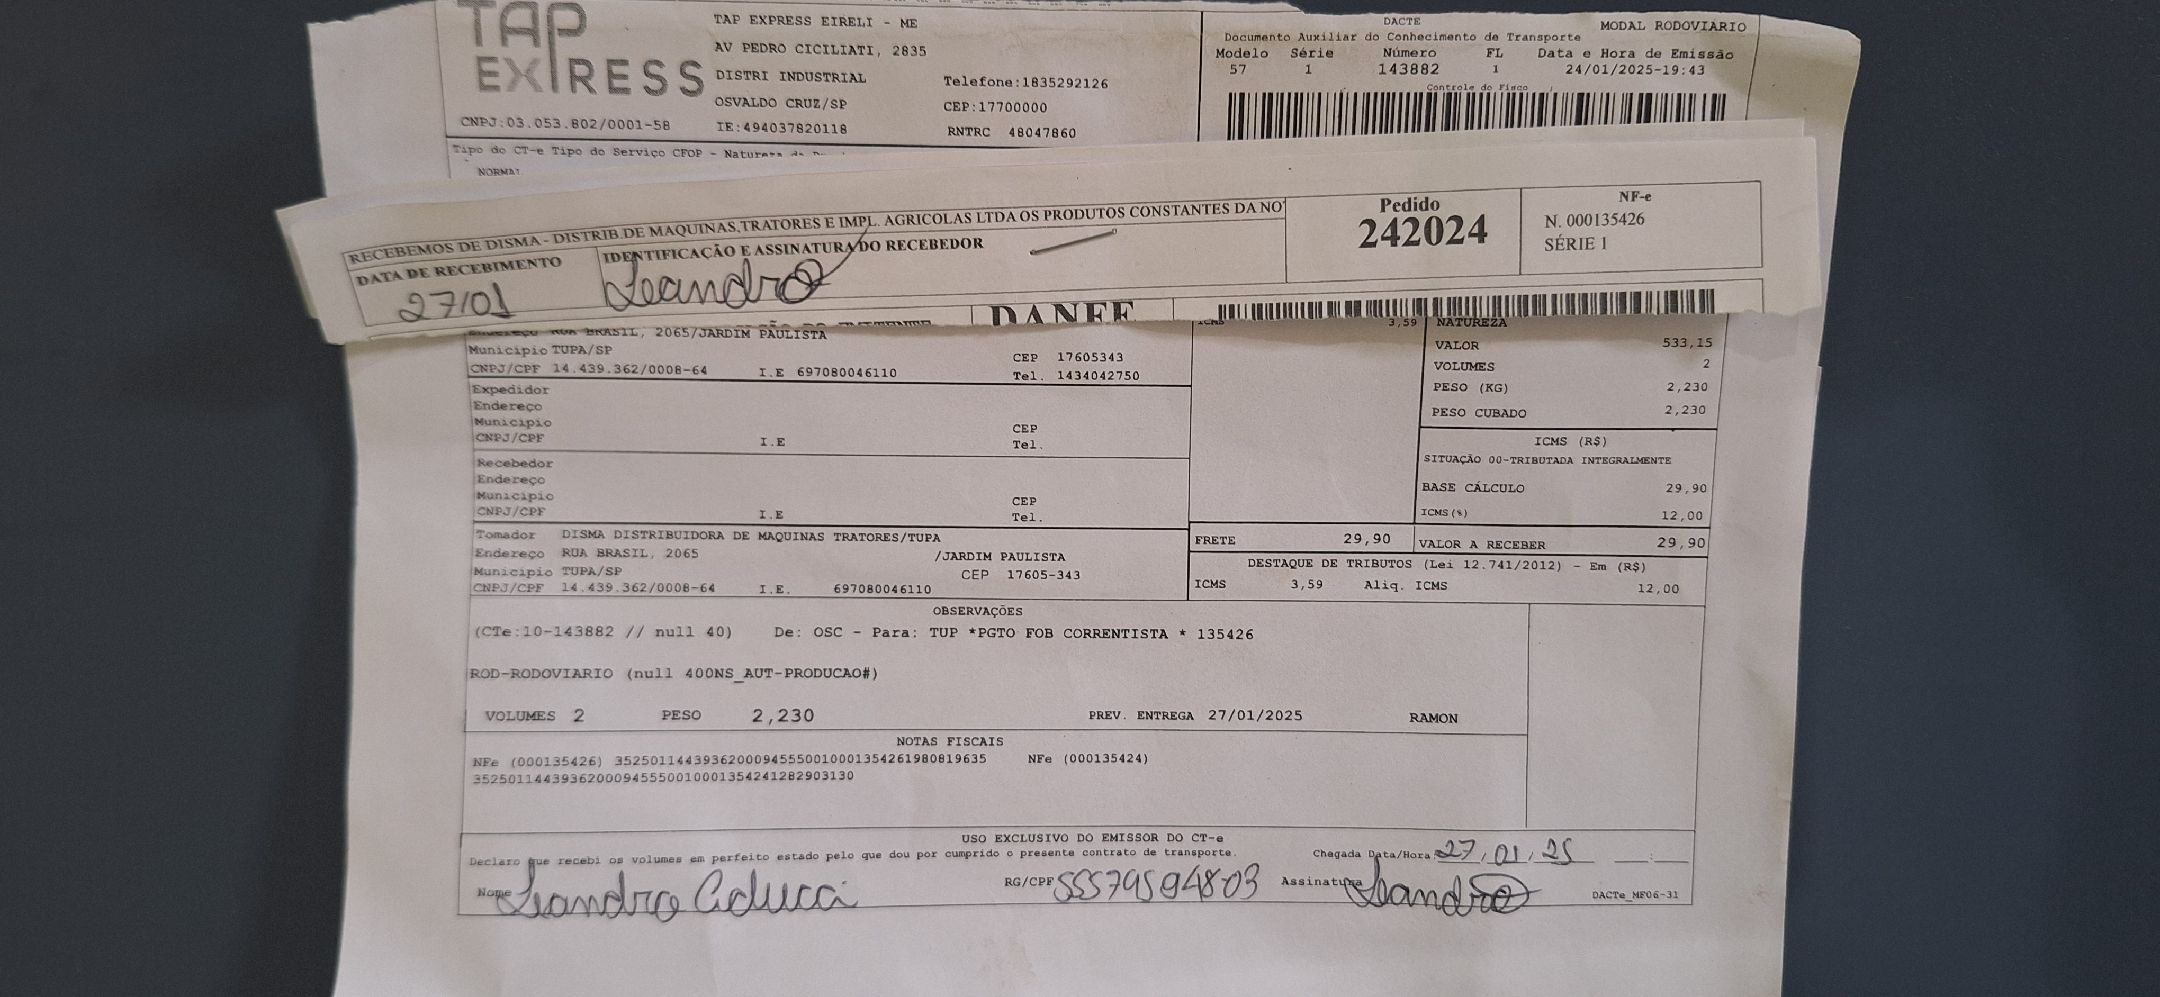 TAP EXPRESS
TAP EXPRESS EIRELI - ME
AV PEDRO CICILIATI, 2835
DISTRI INDUSTRIAL
Telefone:1835292126
OSVALDO CRUZ/SP
CEP:17700000
CNPJ:03.053.802/0001-58
IE:494037820118
RNTRC 48047860
DACTE
MODAL RODOVIARIO
Documento Auxiliar do Conhecimento de Transporte
Modelo Série Número FL Data e Hora de Emissão
57 1 143882 1 24/01/2025-19:43
Controle do Fisco
Tipo do CT-e Tipo do Serviço CFOP - Natureza
NORMAL
RECEBEMOS DE DISMA - DISTRIB DE MAQUINAS,TRATORES E IMPL. AGRICOLAS LTDA OS PRODUTOS CONSTANTES DA NO
DATA DE RECEBIMENTO
27/01
IDENTIFICAÇÃO E ASSINATURA DO RECEBEDOR
Leandro
Pedido
242024
NF-e
N. 000135426
SÉRIE 1
DANFE
Endereço RUA BRASIL, 2065/JARDIM PAULISTA
Municipio TUPA/SP
CEP 17605343
CNPJ/CPF 14.439.362/0008-64 I.E 697080046110 Tel. 1434042750
ICMS 3,59
NATUREZA
VALOR 533,15
VOLUMES 2
PESO (KG) 2,230
PESO CUBADO 2,230
Expedidor
Endereço
Municipio CEP
CNPJ/CPF I.E Tel.
ICMS (R$)
SITUAÇÃO 00-TRIBUTADA INTEGRALMENTE
BASE CÁLCULO 29,90
ICMS(%) 12,00
Recebedor
Endereço
Municipio CEP
CNPJ/CPF I.E Tel.
Tomador DISMA DISTRIBUIDORA DE MAQUINAS TRATORES/TUPA
Endereço RUA BRASIL, 2065 /JARDIM PAULISTA
Municipio TUPA/SP CEP 17605-343
CNPJ/CPF 14.439.362/0008-64 I.E. 697080046110
FRETE 29,90 VALOR A RECEBER 29,90
DESTAQUE DE TRIBUTOS (Lei 12.741/2012) - Em (R$)
ICMS 3,59 Aliq. ICMS 12,00
OBSERVAÇÕES
(CTe:10-143882 // null 40) De: OSC - Para: TUP *PGTO FOB CORRENTISTA * 135426
ROD-RODOVIARIO (null 400NS_AUT-PRODUCAO#)
VOLUMES 2 PESO 2,230 PREV. ENTREGA 27/01/2025 RAMON
NOTAS FISCAIS
NFe (000135426) 35250114439362000945550010001354261980819635 NFe (000135424)
35250114439362000945550010001354241282903130
USO EXCLUSIVO DO EMISSOR DO CT-e
Declaro que recebi os volumes em perfeito estado pelo que dou por cumprido o presente contrato de transporte.
Chegada Data/Hora 27,01,25
Nome Leandro RG/CPF 55579594803 Assinatura Leandro DACTe_MF06-31